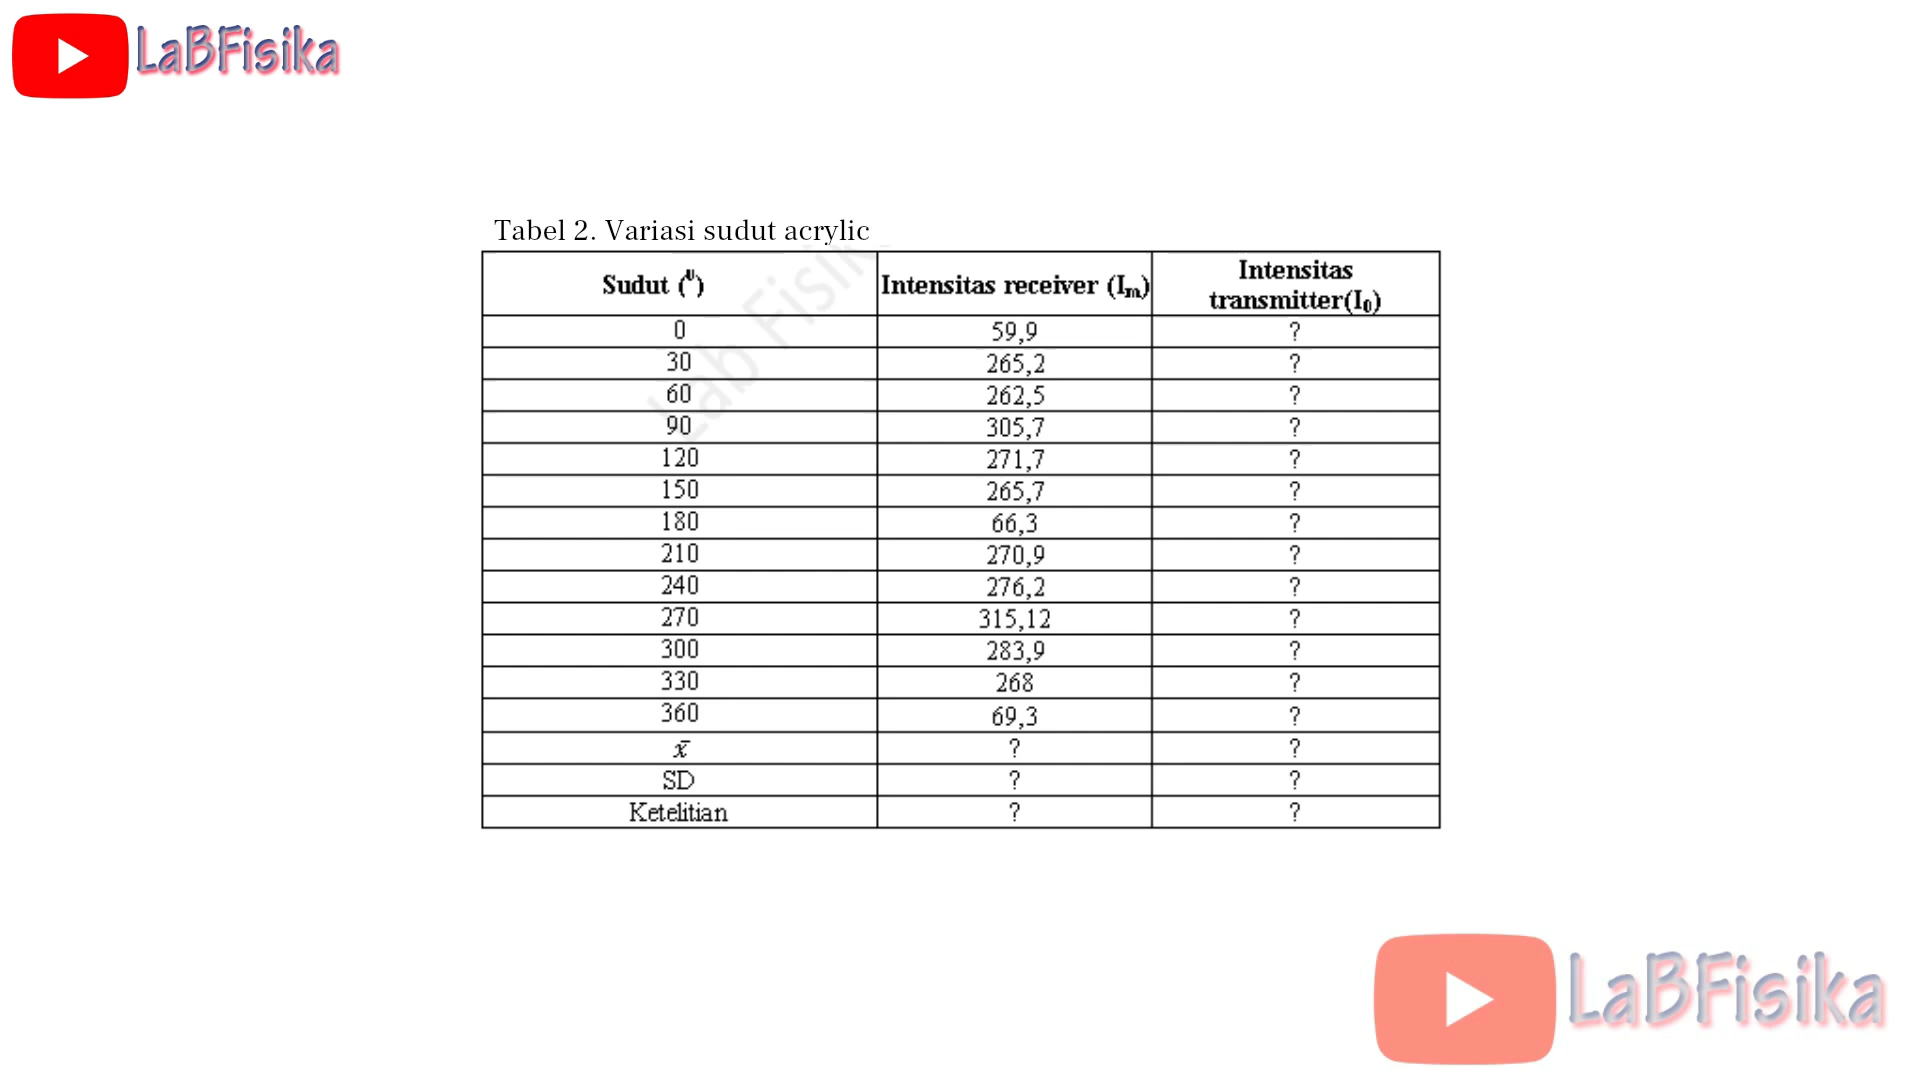 LaBFisika
Tabel 2. Variasi sudut acrylic
Lab Fisik
Sudut (⁰) Intensitas receiver (Iₘ) Intensitas transmitter(I₀)
0 59,9 ?
30 265,2 ?
60 262,5 ?
90 305,7 ?
120 271,7 ?
150 265,7 ?
180 66,3 ?
210 270,9 ?
240 276,2 ?
270 315,12 ?
300 283,9 ?
330 268 ?
360 69,3 ?
x̄ ? ?
SD ? ?
Ketelitian ? ?
LaBFisika